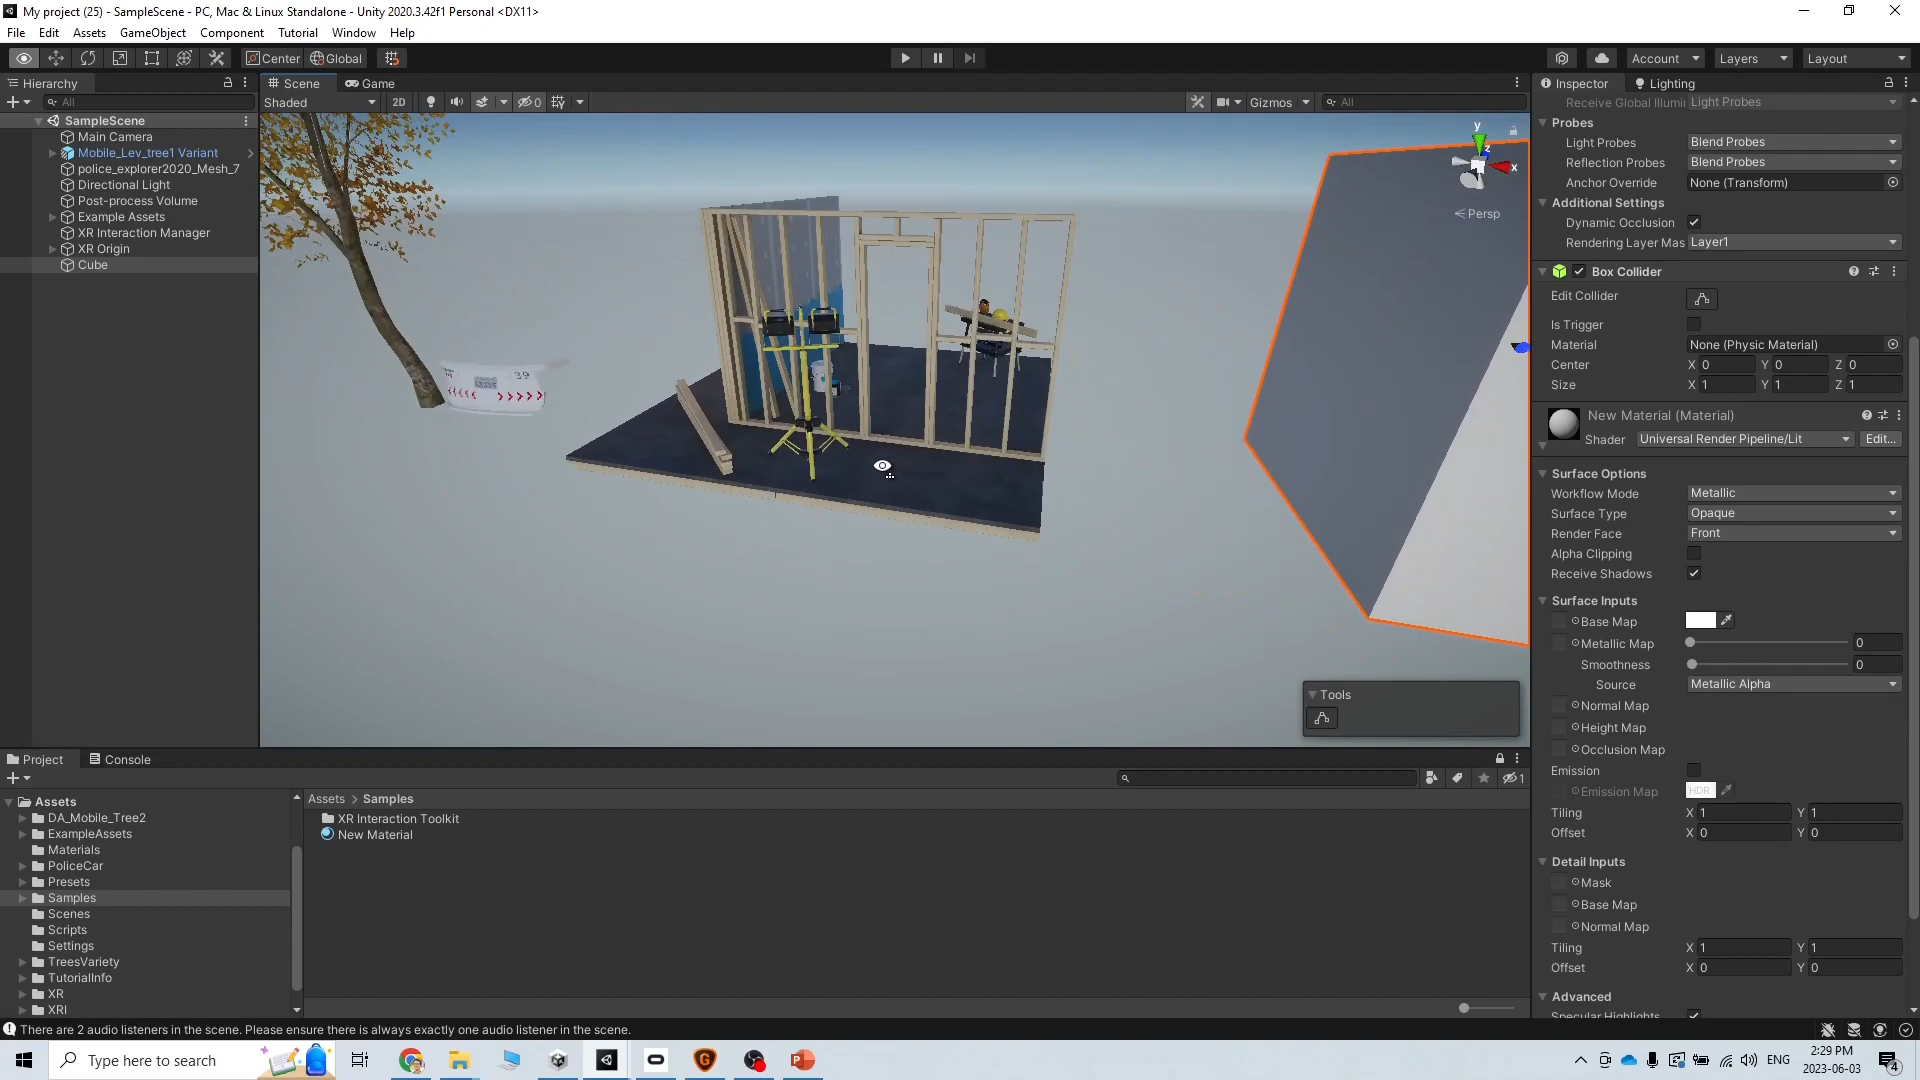 My project (25) - SampleScene - PC, Mac & Linux Standalone - Unity 2020.3.42f1 Personal <DX11>
File Edit Assets GameObject Component Tutorial Window Help
Center Global Account Layers Layout
Hierarchy
All
SampleScene
Main Camera
Mobile_Lev_tree1 Variant
police_explorer2020_Mesh_7
Directional Light
Post-process Volume
Example Assets
XR Interaction Manager
XR Origin
Cube
Scene Game
Shaded 2D 0 Gizmos All
y
z
x
Persp
39
Tools
Inspector Lighting
Receive Global Illumi Light Probes
Probes
Light Probes Blend Probes
Reflection Probes Blend Probes
Anchor Override None (Transform)
Additional Settings
Dynamic Occlusion
Rendering Layer Mas Layer1
Box Collider
Edit Collider
Is Trigger
Material None (Physic Material)
Center X 0 Y 0 Z 0
Size X 1 Y 1 Z 1
New Material (Material)
Shader Universal Render Pipeline/Lit Edit...
Surface Options
Workflow Mode Metallic
Surface Type Opaque
Render Face Front
Alpha Clipping
Receive Shadows
Surface Inputs
Base Map
Metallic Map 0
Smoothness 0
Source Metallic Alpha
Normal Map
Height Map
Occlusion Map
Emission
Emission Map HDR
Tiling X 1 Y 1
Offset X 0 Y 0
Detail Inputs
Mask
Base Map
Normal Map
Tiling X 1 Y 1
Offset X 0 Y 0
Advanced
Specular Highlights
Project Console
1
Assets
DA_Mobile_Tree2
ExampleAssets
Materials
PoliceCar
Presets
Samples
Scenes
Scripts
Settings
TreesVariety
TutorialInfo
XR
XRI
Assets > Samples
XR Interaction Toolkit
New Material
There are 2 audio listeners in the scene. Please ensure there is always exactly one audio listener in the scene.
Type here to search
ENG
2:29 PM
2023-06-03
4